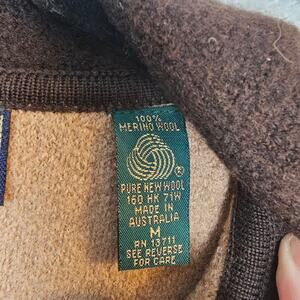 100%
MERINO WOOL
®
PURE NEW WOOL
160 HK 71W
MADE IN
AUSTRALIA
M
RN 13711
SEE REVERSE
FOR CARE